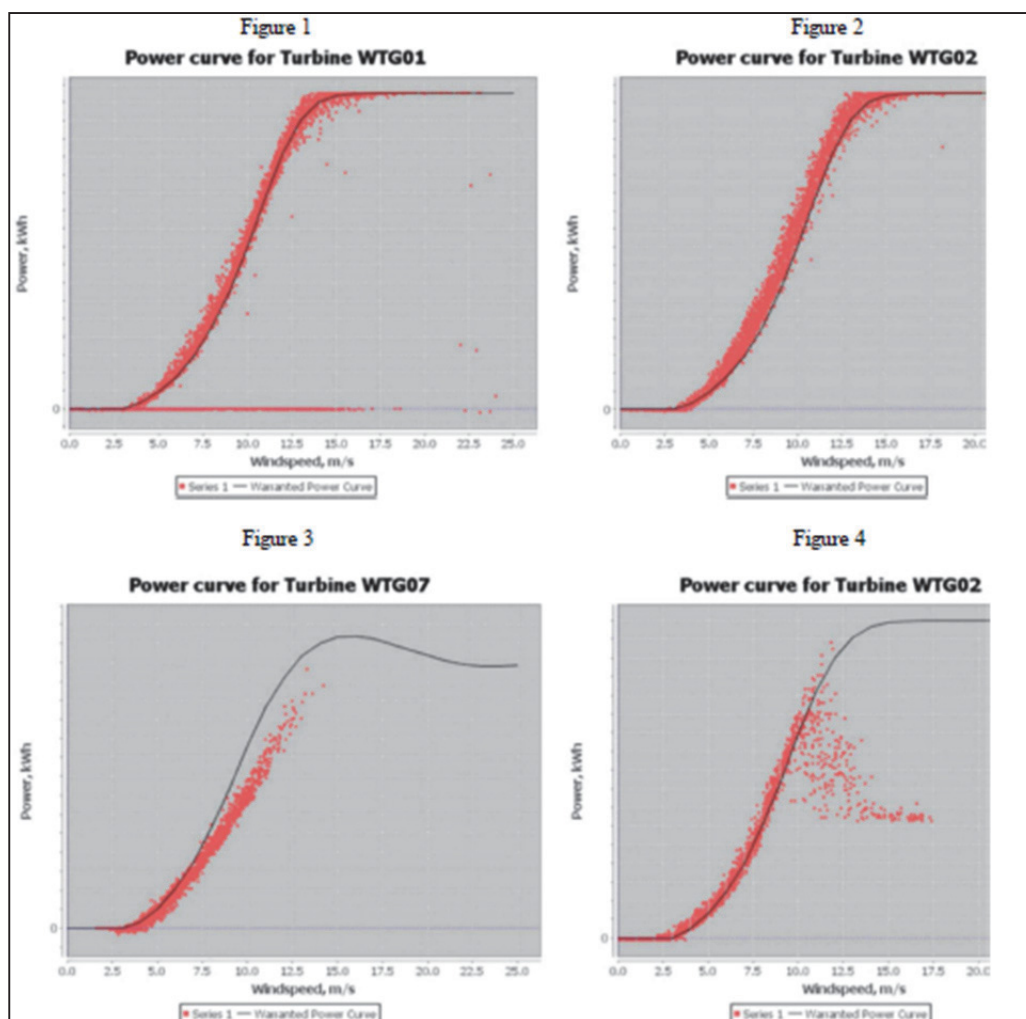 Figure 1
Power curve for Turbine WTG01
Power, kWh
0
0.0 2.5 5.0 7.5 10.0 12.5 15.0 17.5 20.0 22.5 25.0
Windspeed, m/s
Series 1 — Warranted Power Curve
Figure 2
Power curve for Turbine WTG02
Power, kWh
0
0.0 2.5 5.0 7.5 10.0 12.5 15.0 17.5 20.0
Windspeed, m/s
Series 1 — Warranted Power Curve
Figure 3
Power curve for Turbine WTG07
Power, kWh
0
0.0 2.5 5.0 7.5 10.0 12.5 15.0 17.5 20.0 22.5 25.0
Windspeed, m/s
Series 1 — Warranted Power Curve
Figure 4
Power curve for Turbine WTG02
Power, kWh
0
0.0 2.5 5.0 7.5 10.0 12.5 15.0 17.5 20.0
Windspeed, m/s
Series 1 — Warranted Power Curve